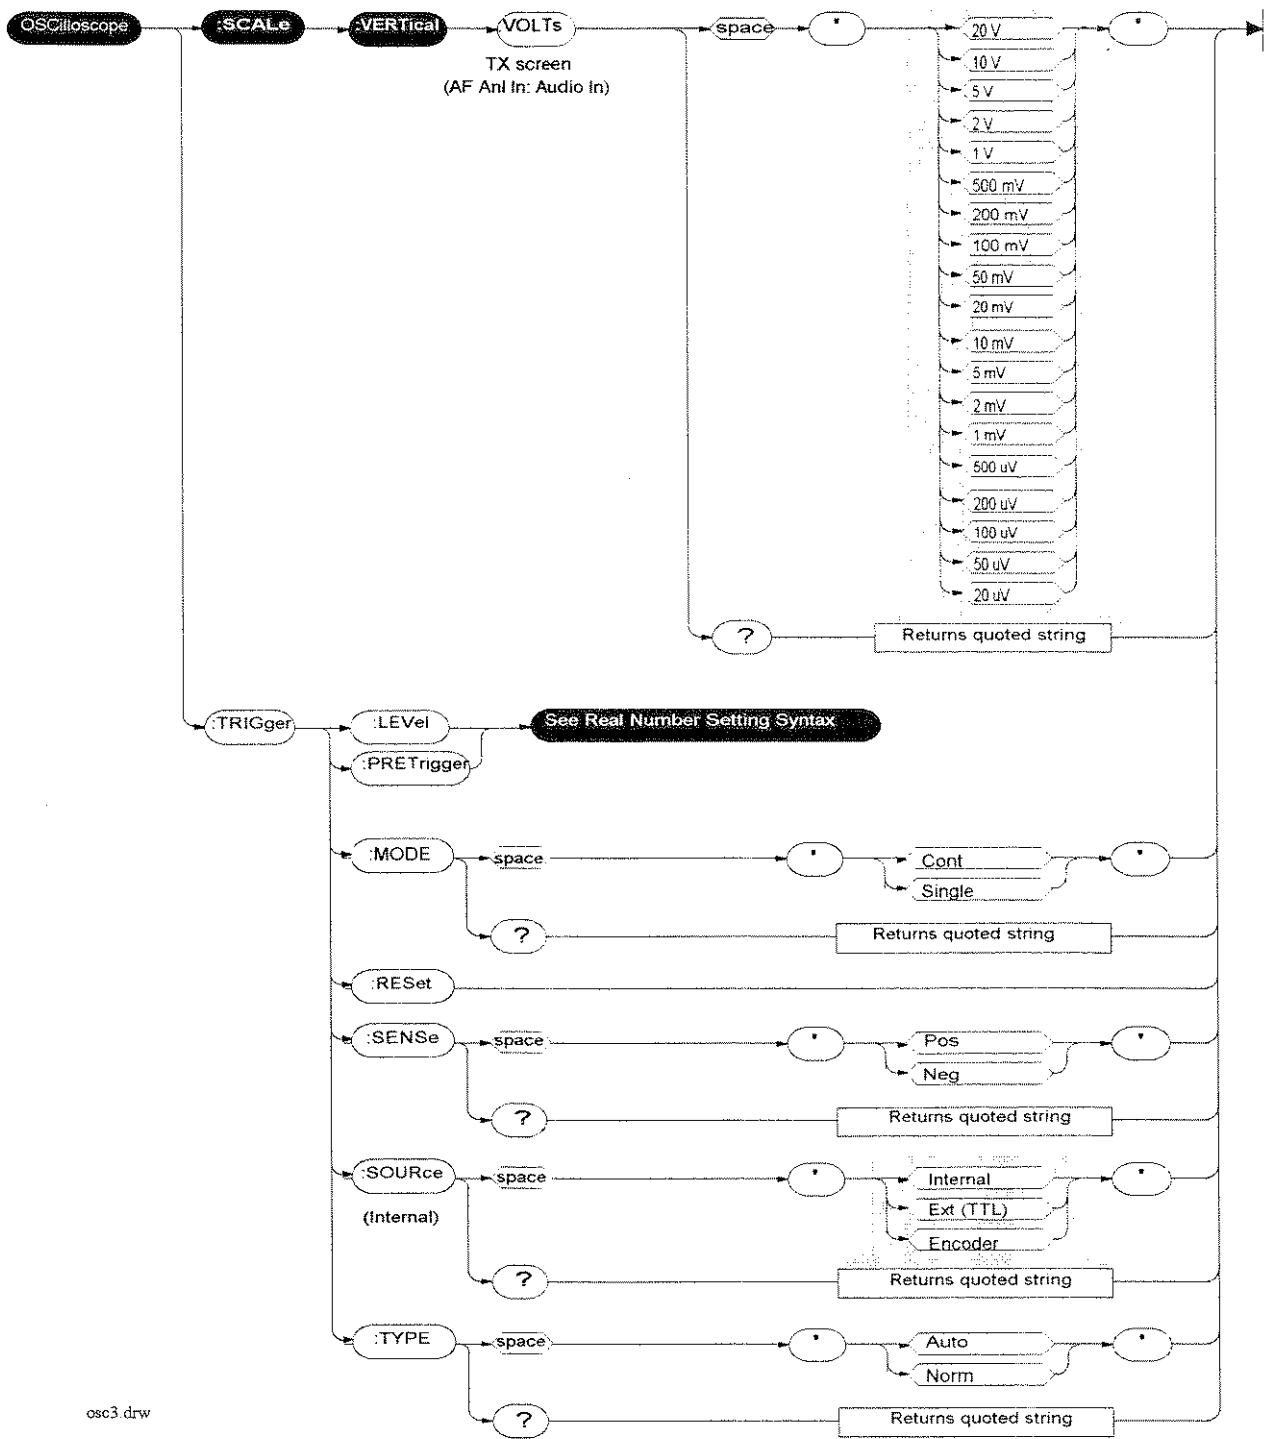 OSCilloscope :SCALe :VERTical VOLTs space " 20 V "
TX screen
(AF Anl In: Audio In)
10 V
5 V
2 V
1 V
500 mV
200 mV
100 mV
50 mV
20 mV
10 mV
5 mV
2 mV
1 mV
500 uV
200 uV
100 uV
50 uV
20 uV
? Returns quoted string
:TRIGger :LEVel See Real Number Setting Syntax
:PRETrigger
:MODE space " Cont "
Single
? Returns quoted string
:RESet
:SENSe space " Pos "
Neg
? Returns quoted string
:SOURce space " Internal "
(Internal) Ext (TTL)
Encoder
? Returns quoted string
:TYPE space " Auto "
Norm
osc3.drw ? Returns quoted string